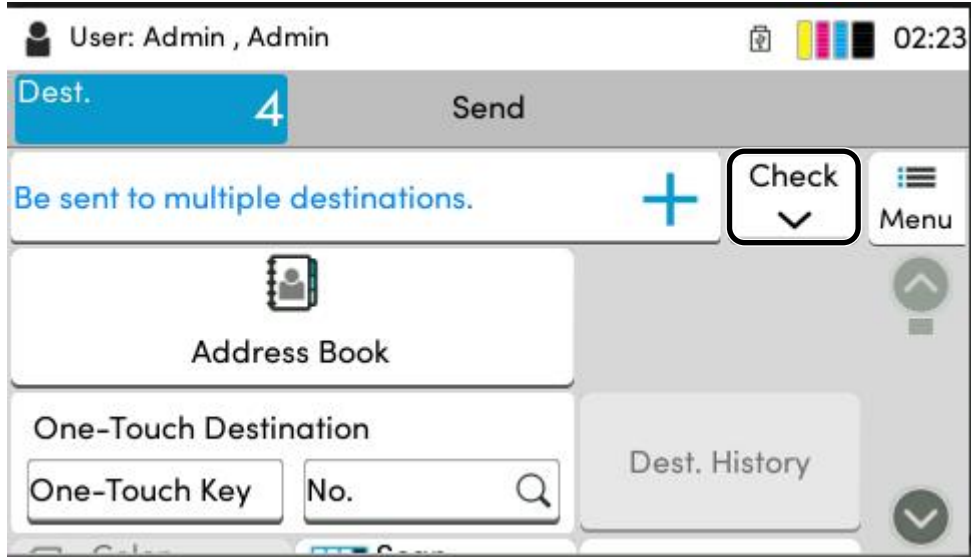 User: Admin , Admin
02:23
Dest. 4
Send
Be sent to multiple destinations.
Check
Menu
Address Book
One-Touch Destination
One-Touch Key
No.
Dest. History